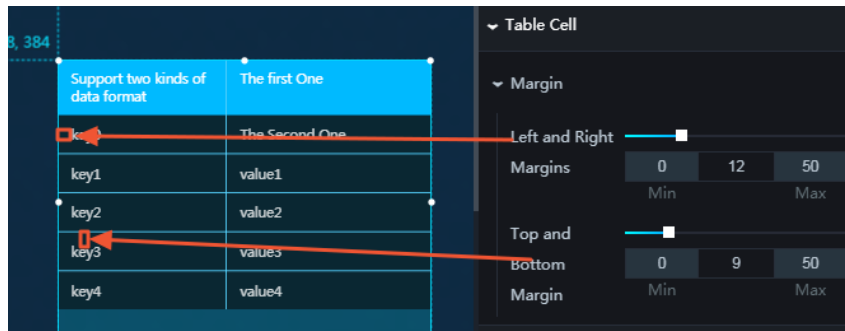 8, 384
Support two kinds of
data format
The first One
key0
The Second One
key1
value1
key2
value2
key3
value3
key4
value4
Table Cell
Margin
Left and Right
Margins
0
12
50
Min
Max
Top and
Bottom
Margin
0
9
50
Min
Max